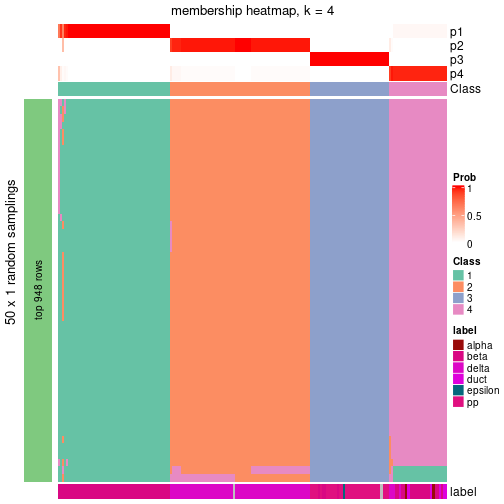 membership heatmap, k = 4
p1
p2
p3
p4
Class
50 x 1 random samplings
top 948 rows
Prob
1
0.5
0
Class
1
2
3
4
label
alpha
beta
delta
duct
epsilon
pp
label